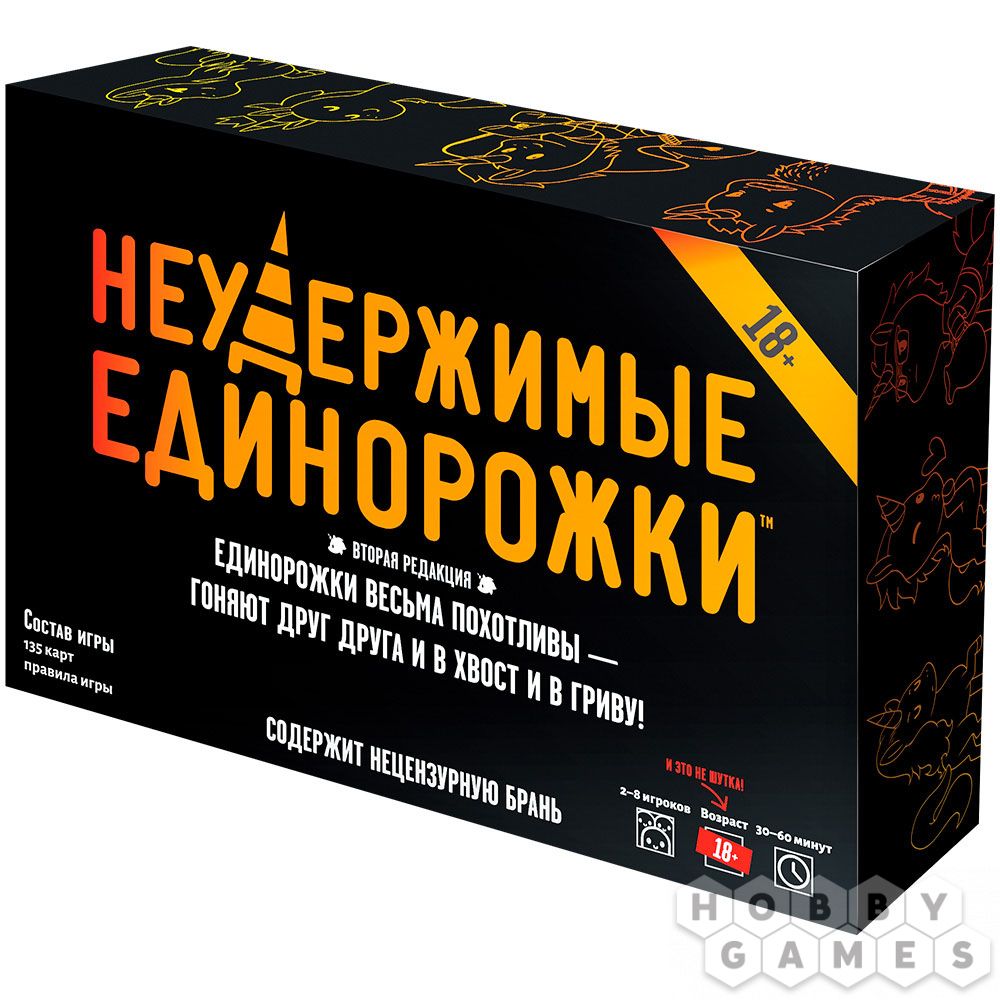 НЕУДЕРЖИМЫЕ
ЕДИНОРОЖКИ™
18+
ВТОРАЯ РЕДАКЦИЯ
ЕДИНОРОЖКИ ВЕСЬМА ПОХОТЛИВЫ —
ГОНЯЮТ ДРУГ ДРУГА И В ХВОСТ И В ГРИВУ!
СОСТАВ ИГРЫ
135 карт
правила игры
СОДЕРЖИТ НЕЦЕНЗУРНУЮ БРАНЬ
И ЭТО НЕ ШУТКА!
2–8 игроков
Возраст
18+
30–60 минут
HOBBY
GAMES